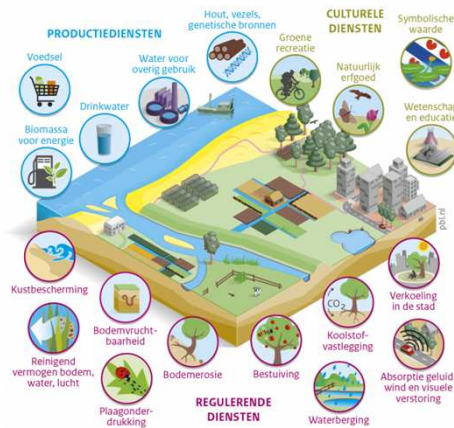 PRODUCTIEDIENSTEN
Hout, vezels,
genetische bronnen
CULTURELE
DIENSTEN
Symbolische
waarde
Voedsel
Water voor
overig gebruik
Groene
recreatie
Natuurlijk
erfgoed
Drinkwater
Wetenschap
en educatie
Biomassa
voor energie
pbl.nl
Kustbescherming
Bodemvrucht-
baarheid
CO2
Verkoeling
in de stad
Koolstof-
vastlegging
Reinigend
vermogen bodem,
water, lucht
Bodemerosie
Bestuiving
Absorptie geluid
wind en visuele
verstoring
Plaagonder-
drukking
REGULERENDE
DIENSTEN
Waterberging